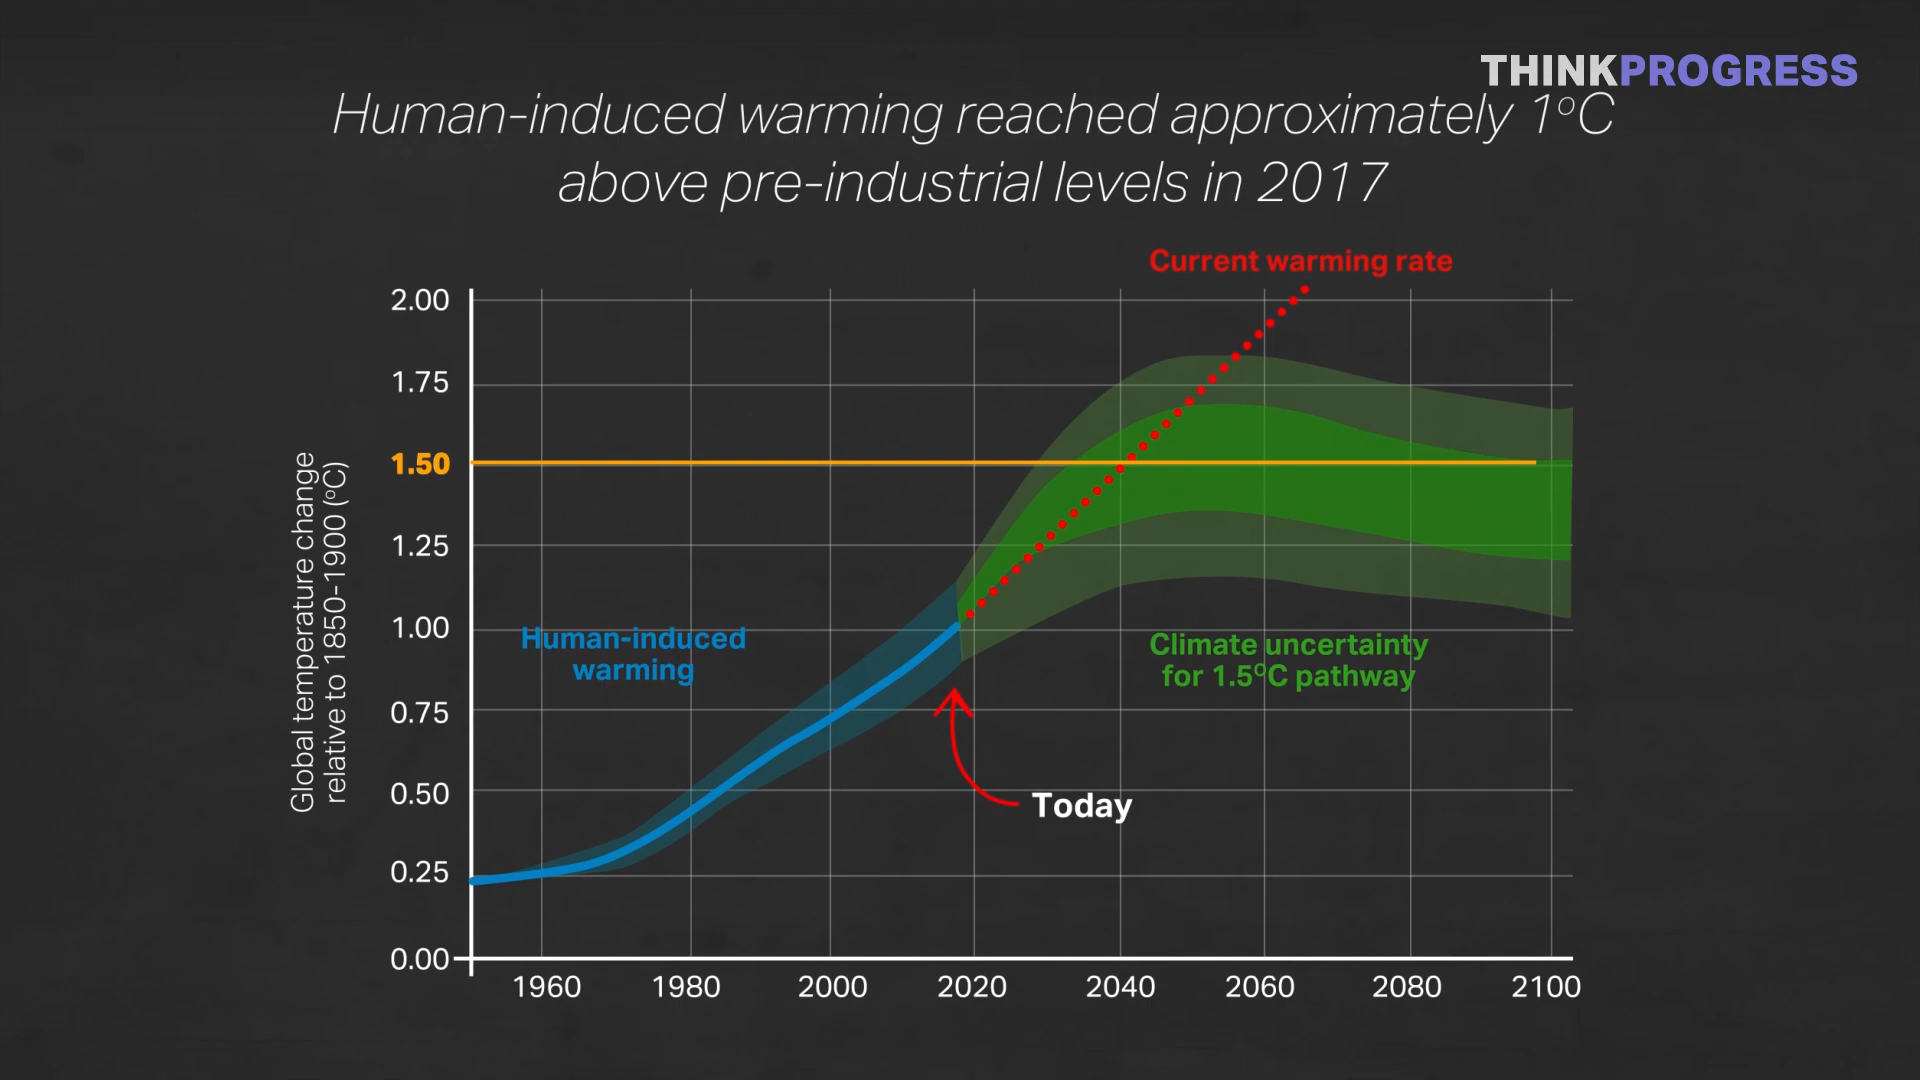 THINKPROGRESS
Human-induced warming reached approximately 1ºC
above pre-industrial levels in 2017
Current warming rate
2.00
1.75
1.50
1.25
1.00
0.75
0.50
0.25
0.00
Global temperature change
relative to 1850-1900 (ºC)
Human-induced
warming
Climate uncertainty
for 1.5ºC pathway
Today
1960 1980 2000 2020 2040 2060 2080 2100